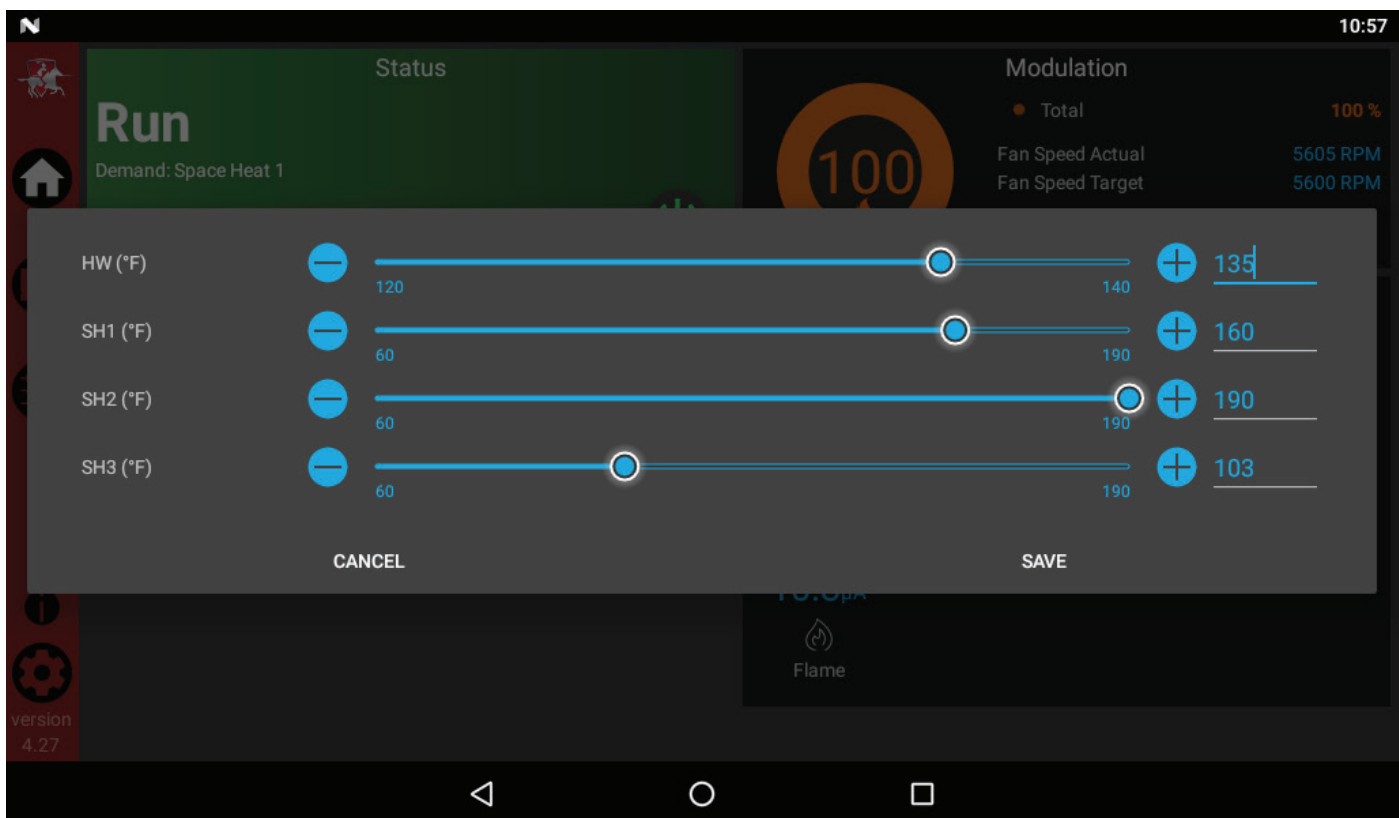 10:57
Status
Modulation
Run
Total 100 %
Demand: Space Heat 1
100
Fan Speed Actual 5605 RPM
Fan Speed Target 5600 RPM
HW (°F) 135
120 140
SH1 (°F) 160
60 190
SH2 (°F) 190
60 190
SH3 (°F) 103
60 190
CANCEL SAVE
Flame
version
4.27